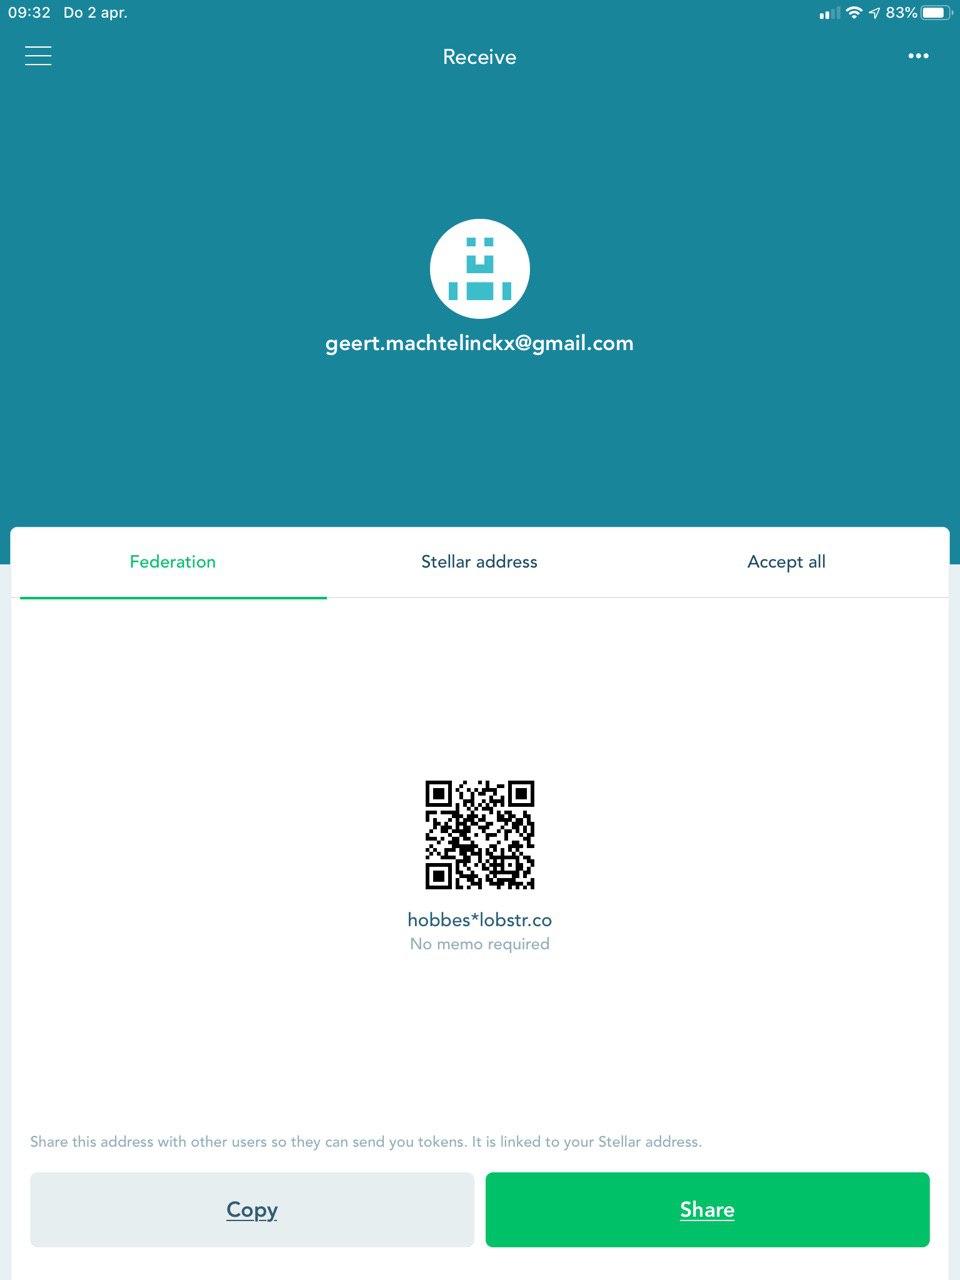 09:32 Do 2 apr. 83%
Receive
geert.machtelinckx@gmail.com
Federation Stellar address Accept all
hobbes*lobstr.co
No memo required
Share this address with other users so they can send you tokens. It is linked to your Stellar address.
Copy Share